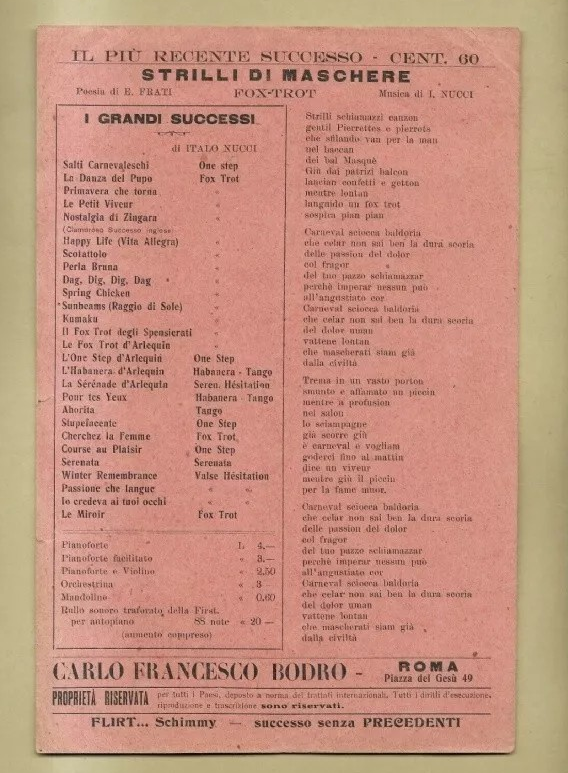 IL PIÙ RECENTE SUCCESSO - CENT. 60
STRILLI DI MASCHERE
Poesia di E. FRATI FOX-TROT Musica di I. NUCCI
I GRANDI SUCCESSI
di ITALO NUCCI
Salti Carnevaleschi One step
La Danza del Pupo Fox Trot
Primavera che torna «
Le Petit Viveur «
Nostalgia di Zingara «
(Clamoroso Successo inglese)
Happy Life (Vita Allegra) «
Scoiattolo «
Perla Bruna «
Dag, Dig, Dig, Dag «
Spring Chicken «
Sunbeams (Raggio di Sole) «
Kumaku «
Il Fox Trot degli Spensierati «
Le Fox Trot d'Arlequin «
L'One Step d'Arlequin One Step
L'Habanera d'Arlequin Habanera - Tango
La Sérénade d'Arlequin Seren. Hésitation
Pour tes Yeux Habanera - Tango
Ahorita Tango
Stupefacente One Step
Cherchez la Femme Fox Trot
Course au Plaisir One Step
Serenata Serenata
Winter Remembrance Valse Hésitation
Passione che langue « «
Io credeva ai tuoi occhi « «
Le Miroir Fox Trot
Pianoforte L 4,—
Pianoforte facilitato « 3.—
Pianoforte e Violino « 2.50
Orchestrina « 3
Mandolino « 0.60
Rullo sonoro traforato della First.
per autopiano 88 note « 20 —
(aumento compreso)
Strilli schiamazzi canzon
gentil Pierrettes e pierrots
che sfilando van per la man
nel baccan
dei bal Masquè
Giù dai patrizi balcon
lancian confetti e getton
mentre lontan
languido un fox trot
sospica pian pian
Carneval sciocca baldoria
che celar non sai ben la dura scoria
delle passion del dolor
col fragor
del tuo pazzo schiamazzar
perchè imperar nessun può
all'angustiato cor
Carneval sciocca baldoria
che celar non sai ben la dura scoria
del dolor uman
vattene lontan
che mascherati siam già
dalla civiltà
Trema in un vasto porton
smunto e affamato un piccin
mentre a profusion
nei salon
lo sciampagne
già scorre giù
è carneval e vogliam
goderci fino al mattin
dice un viveur
mentre giù il piccin
per la fame muor.
Carneval sciocca baldoria
che celar non sai ben la dura scoria
delle passion del dolor
col fragor
del tuo pazzo schiamazzar
perchè imperar nessun può
all'angustiato cor
Carneval sciocca baldoria
che celar non sai ben la dura scoria
del dolor uman
vattene lontan
che mascherati siam già
dalla civiltà
CARLO FRANCESCO BODRO - ROMA
Piazza del Gesù 49
PROPRIETÀ RISERVATA per tutti i Paesi, deposto a norma dei trattati internazionali. Tutti i diritti d'esecuzione,
riproduzione e trascrizione sono riservati.
FLIRT... Schimmy — successo senza PRECEDENTI